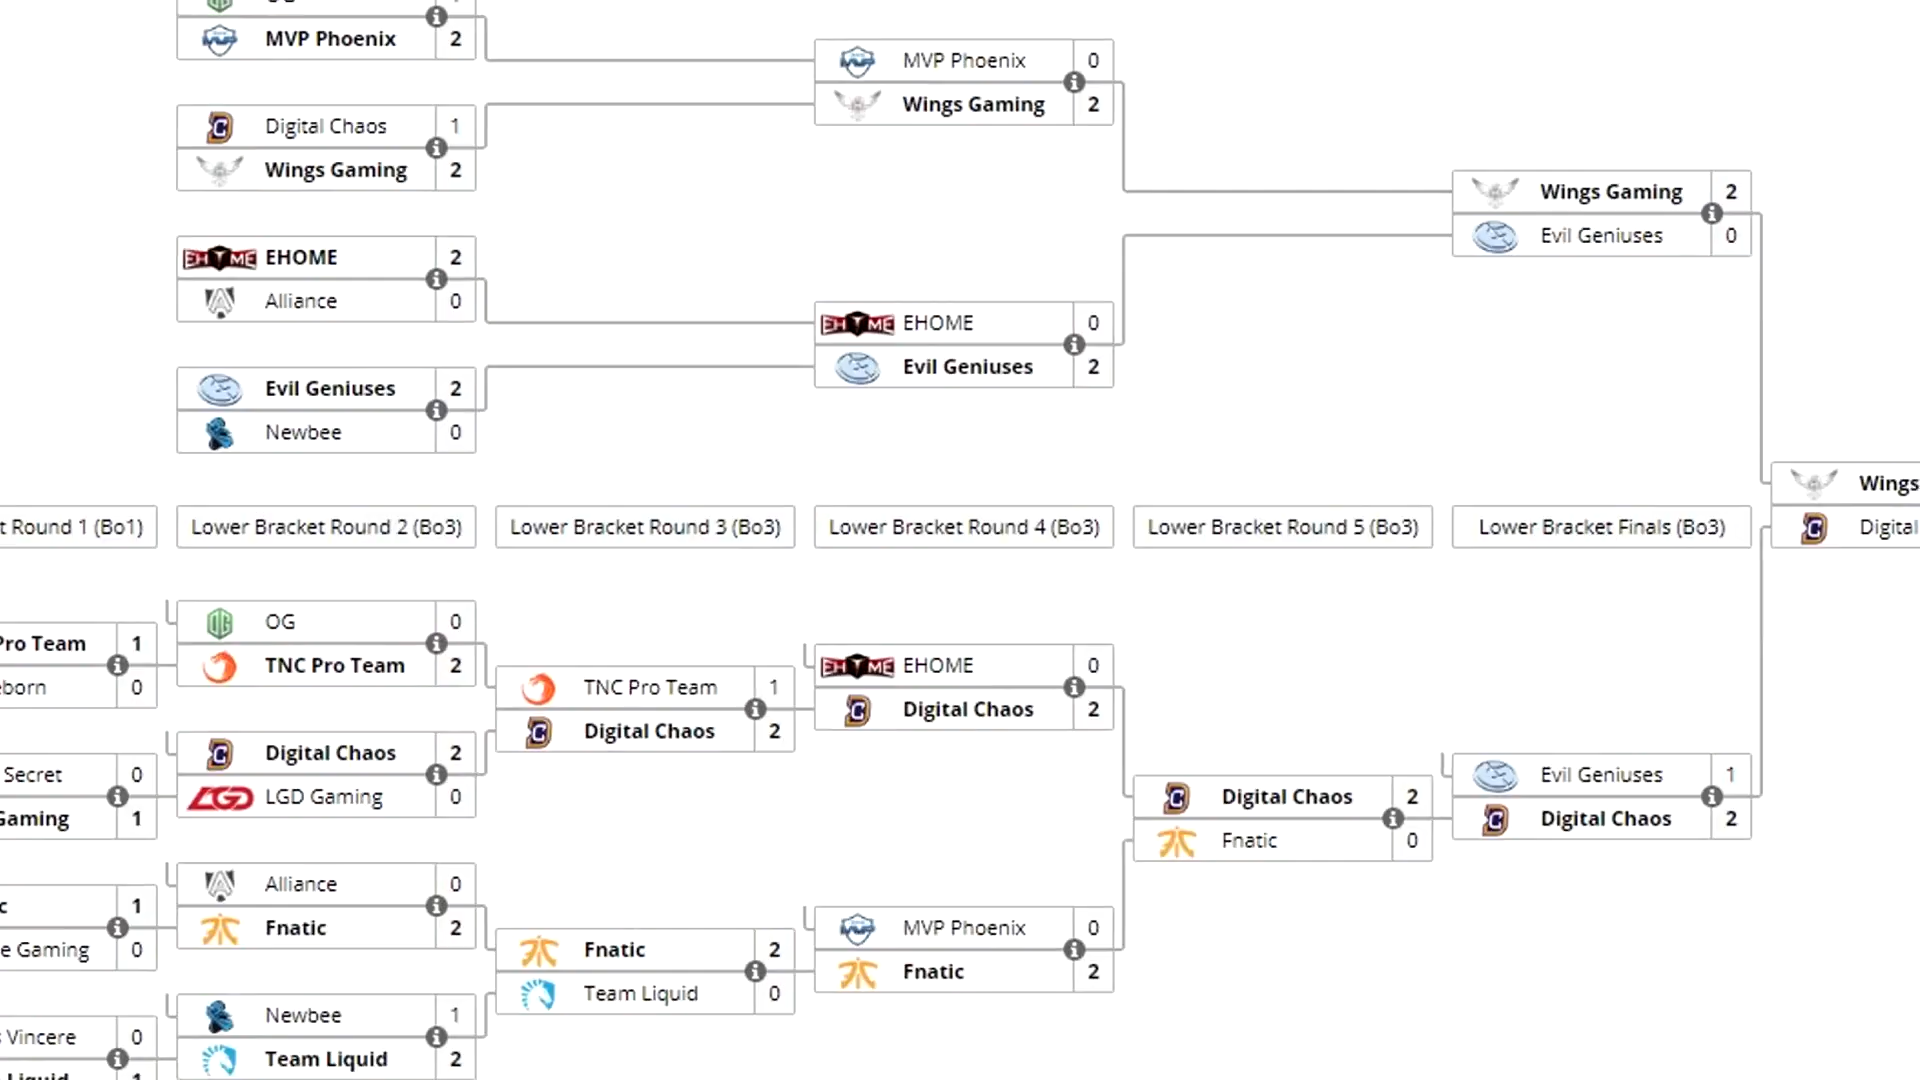 MVP Phoenix 2
Digital Chaos 1
Wings Gaming 2
EHOME 2
Alliance 0
Evil Geniuses 2
Newbee 0
MVP Phoenix 0
Wings Gaming 2
EHOME 0
Evil Geniuses 2
Wings Gaming 2
Evil Geniuses 0
Wings
Digital
t Round 1 (Bo1)
Lower Bracket Round 2 (Bo3)
Lower Bracket Round 3 (Bo3)
Lower Bracket Round 4 (Bo3)
Lower Bracket Round 5 (Bo3)
Lower Bracket Finals (Bo3)
Pro Team 1
eborn 0
Secret 0
Gaming 1
c 1
e Gaming 0
s Vincere 0
Liquid 1
OG 0
TNC Pro Team 2
Digital Chaos 2
LGD Gaming 0
Alliance 0
Fnatic 2
Newbee 1
Team Liquid 2
TNC Pro Team 1
Digital Chaos 2
Fnatic 2
Team Liquid 0
EHOME 0
Digital Chaos 2
MVP Phoenix 0
Fnatic 2
Digital Chaos 2
Fnatic 0
Evil Geniuses 1
Digital Chaos 2